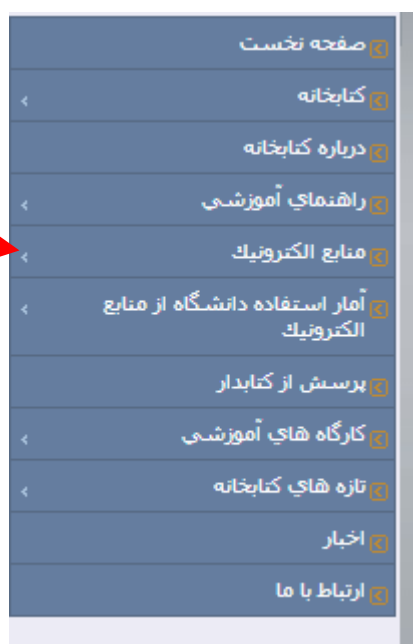 صفحه نخست
كتابخانه
درباره كتابخانه
راهنماي آموزشي
منابع الكترونيك
آمار استفاده دانشگاه از منابع
الكترونيك
پرسش از كتابدار
كارگاه هاي آموزشي
تازه هاي كتابخانه
اخبار
ارتباط با ما